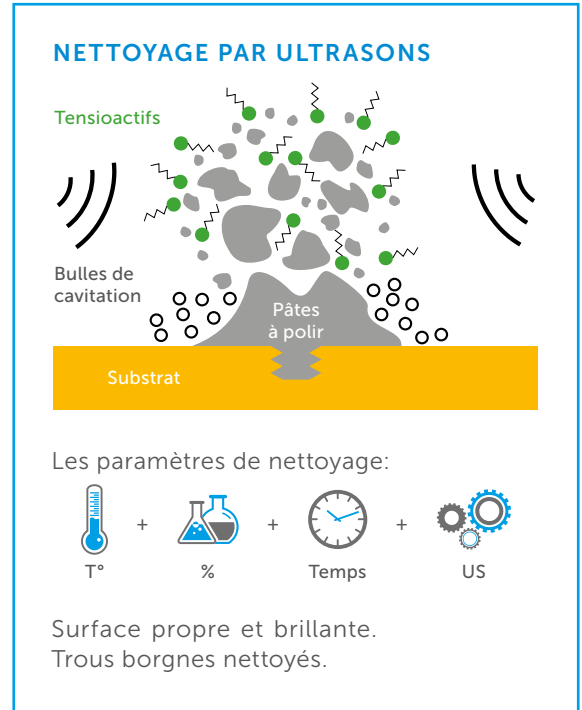 NETTOYAGE PAR ULTRASONS
Tensioactifs
Bulles de
cavitation
Pâtes
à polir
Substrat
Les paramètres de nettoyage:
+ + +
T° % Temps US
Surface propre et brillante.
Trous borgnes nettoyés.